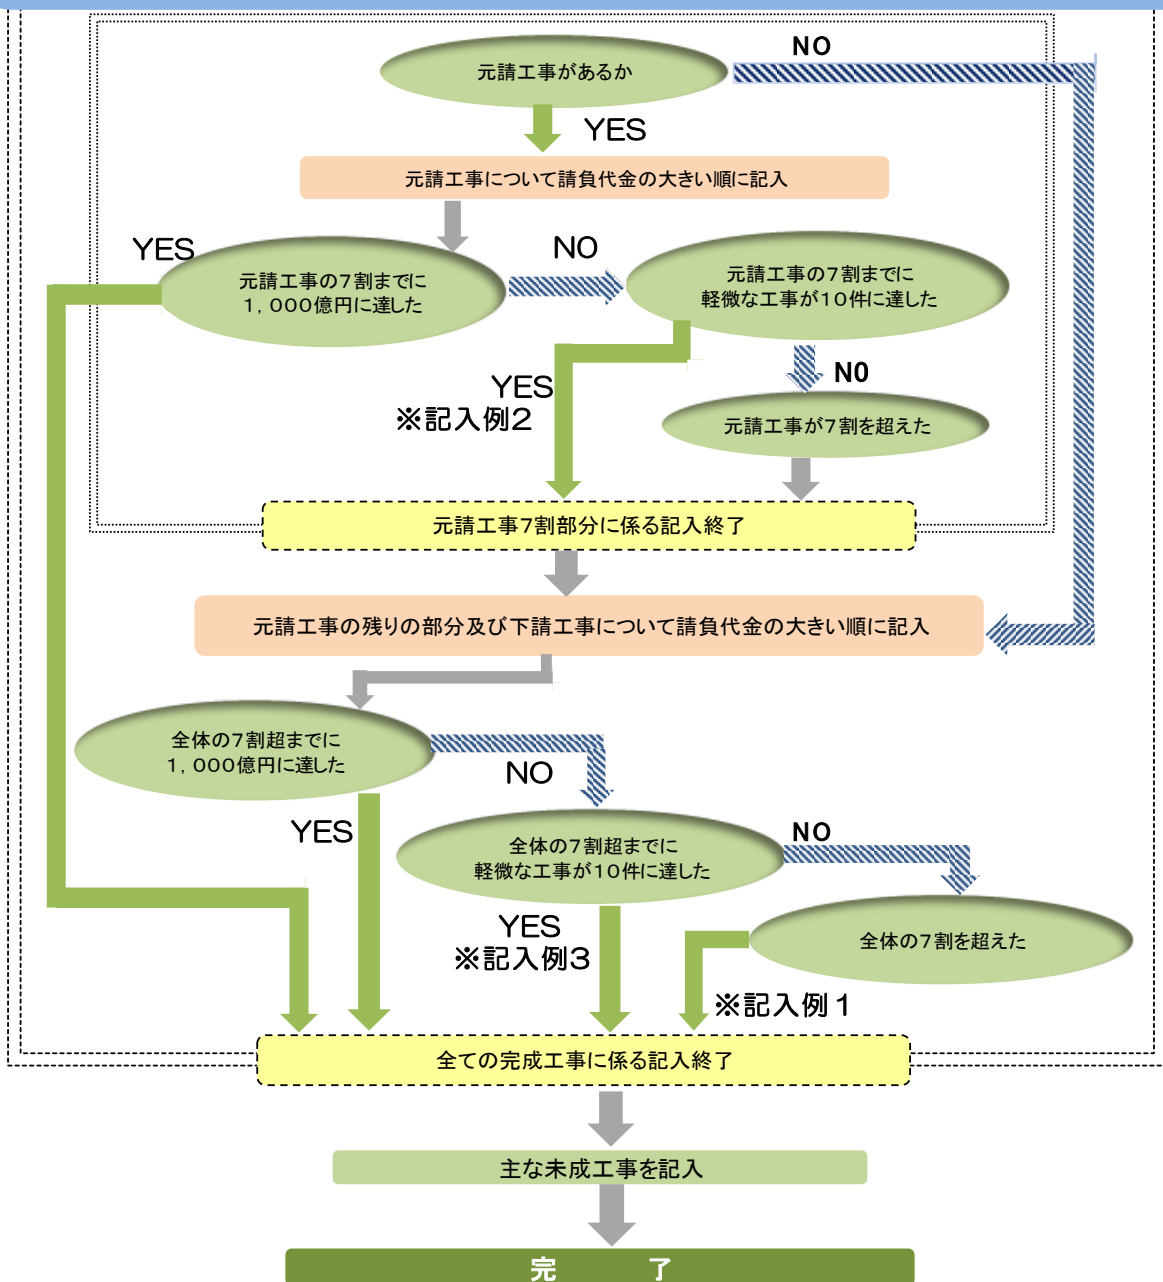 元請工事があるか
NO
YES
元請工事について請負代金の大きい順に記入
YES
元請工事の７割までに
１，０００億円に達した
NO
元請工事の７割までに
軽微な工事が１０件に達した
YES
※記入例２
NO
元請工事が７割を超えた
元請工事７割部分に係る記入終了
元請工事の残りの部分及び下請工事について請負代金の大きい順に記入
全体の７割超までに
１，０００億円に達した
NO
YES
全体の７割超までに
軽微な工事が１０件に達した
NO
YES
※記入例３
全体の７割を超えた
※記入例１
全ての完成工事に係る記入終了
主な未成工事を記入
完　了